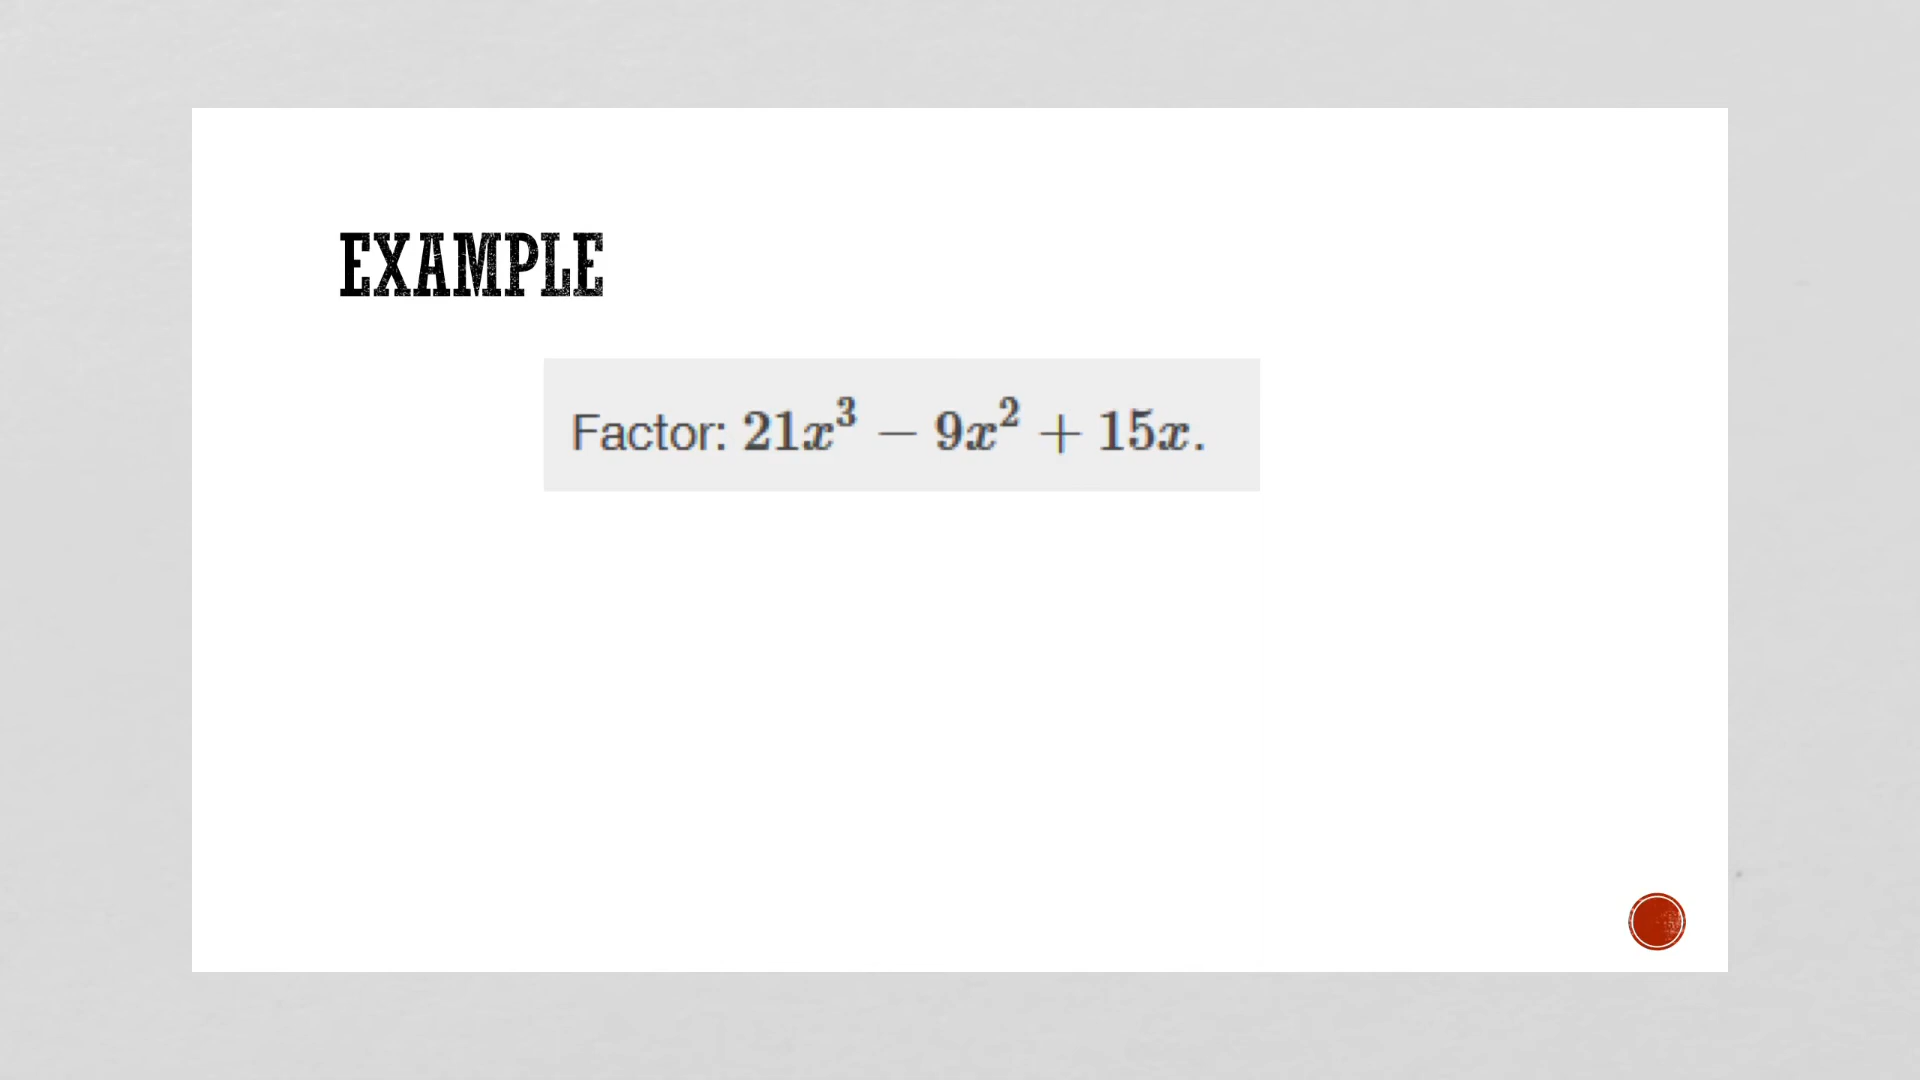 EXAMPLE
Factor: 21x³ − 9x² + 15x.